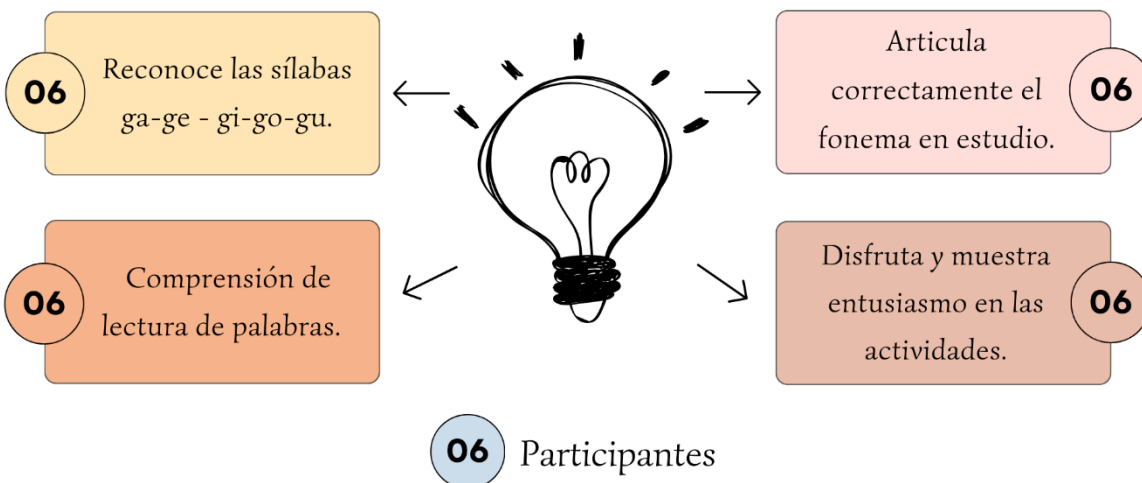 06
Reconoce las sílabas
ga-ge - gi-go-gu.
Articula
correctamente el
fonema en estudio.
06
06
Comprensión de
lectura de palabras.
Disfruta y muestra
entusiasmo en las
actividades.
06
06 Participantes